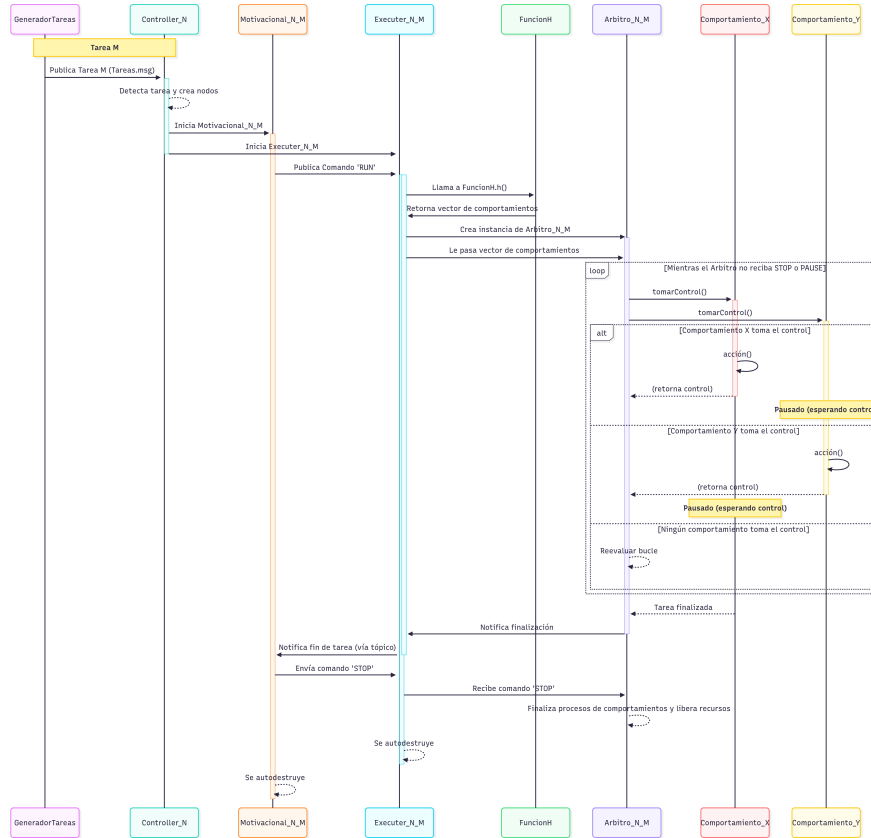 GeneradorTareas Controller_N Motivacional_N_M Executer_N_M FuncionH Arbitro_N_M Comportamiento_X Comportamiento_Y
Tarea M
Publica Tarea M (Tareas.msg)
Detecta tarea y crea nodos
Inicia Motivacional_N_M
Inicia Executer_N_M
Publica Comando 'RUN'
Llama a FuncionH.h()
Retorna vector de comportamientos
Crea instancia de Arbitro_N_M
Le pasa vector de comportamientos
loop [Mientras el Arbitro no reciba STOP o PAUSE]
tomarControl()
tomarControl()
alt [Comportamiento X toma el control]
acción()
(retorna control)
Pausado (esperando contro
[Comportamiento Y toma el control]
acción()
(retorna control)
Pausado (esperando control)
[Ningún comportamiento toma el control]
Reevaluar bucle
Tarea finalizada
Notifica finalización
Notifica fin de tarea (vía tópico)
Envía comando 'STOP'
Recibe comando 'STOP'
Finaliza procesos de comportamientos y libera recursos
Se autodestruye
Se autodestruye
GeneradorTareas Controller_N Motivacional_N_M Executer_N_M FuncionH Arbitro_N_M Comportamiento_X Comportamiento_Y